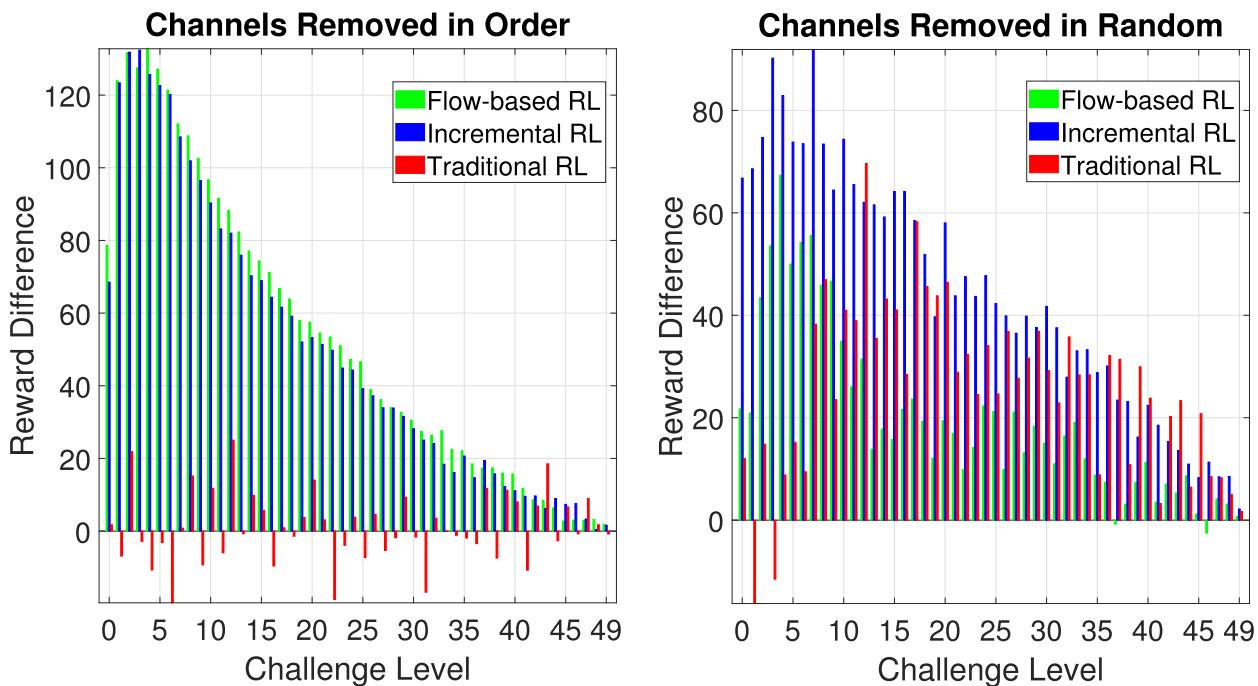 Channels Removed in Order
Reward Difference
120
100
80
60
40
20
0
Flow-based RL
Incremental RL
Traditional RL
0 5 10 15 20 25 30 35 40 45 49
Challenge Level
Channels Removed in Random
Reward Difference
80
60
40
20
0
Flow-based RL
Incremental RL
Traditional RL
0 5 10 15 20 25 30 35 40 45 49
Challenge Level